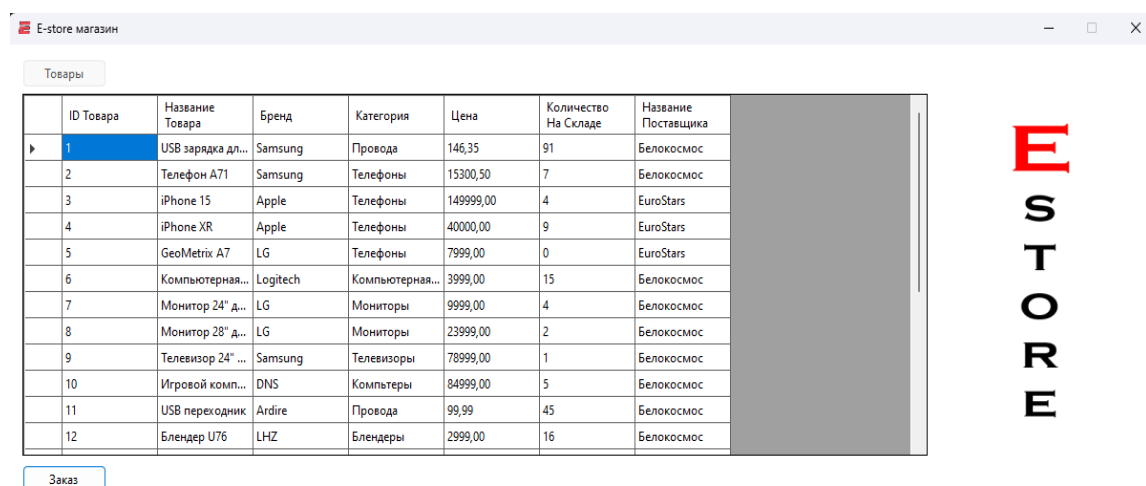 E-store магазин
Товары
ID Товара Название Товара Бренд Категория Цена Количество На Складе Название Поставщика
1 USB зарядка дл... Samsung Провода 146,35 91 Белокосмос
2 Телефон A71 Samsung Телефоны 15300,50 7 Белокосмос
3 iPhone 15 Apple Телефоны 149999,00 4 EuroStars
4 iPhone XR Apple Телефоны 40000,00 9 EuroStars
5 GeoMetrix A7 LG Телефоны 7999,00 0 EuroStars
6 Компьютерная... Logitech Компьютерная... 3999,00 15 Белокосмос
7 Монитор 24" д... LG Мониторы 9999,00 4 Белокосмос
8 Монитор 28" д... LG Мониторы 23999,00 2 Белокосмос
9 Телевизор 24" ... Samsung Телевизоры 78999,00 1 Белокосмос
10 Игровой комп... DNS Компьтеры 84999,00 5 Белокосмос
11 USB переходник Ardire Провода 99,99 45 Белокосмос
12 Блендер U76 LHZ Блендеры 2999,00 16 Белокосмос
Заказ
E
S
T
O
R
E